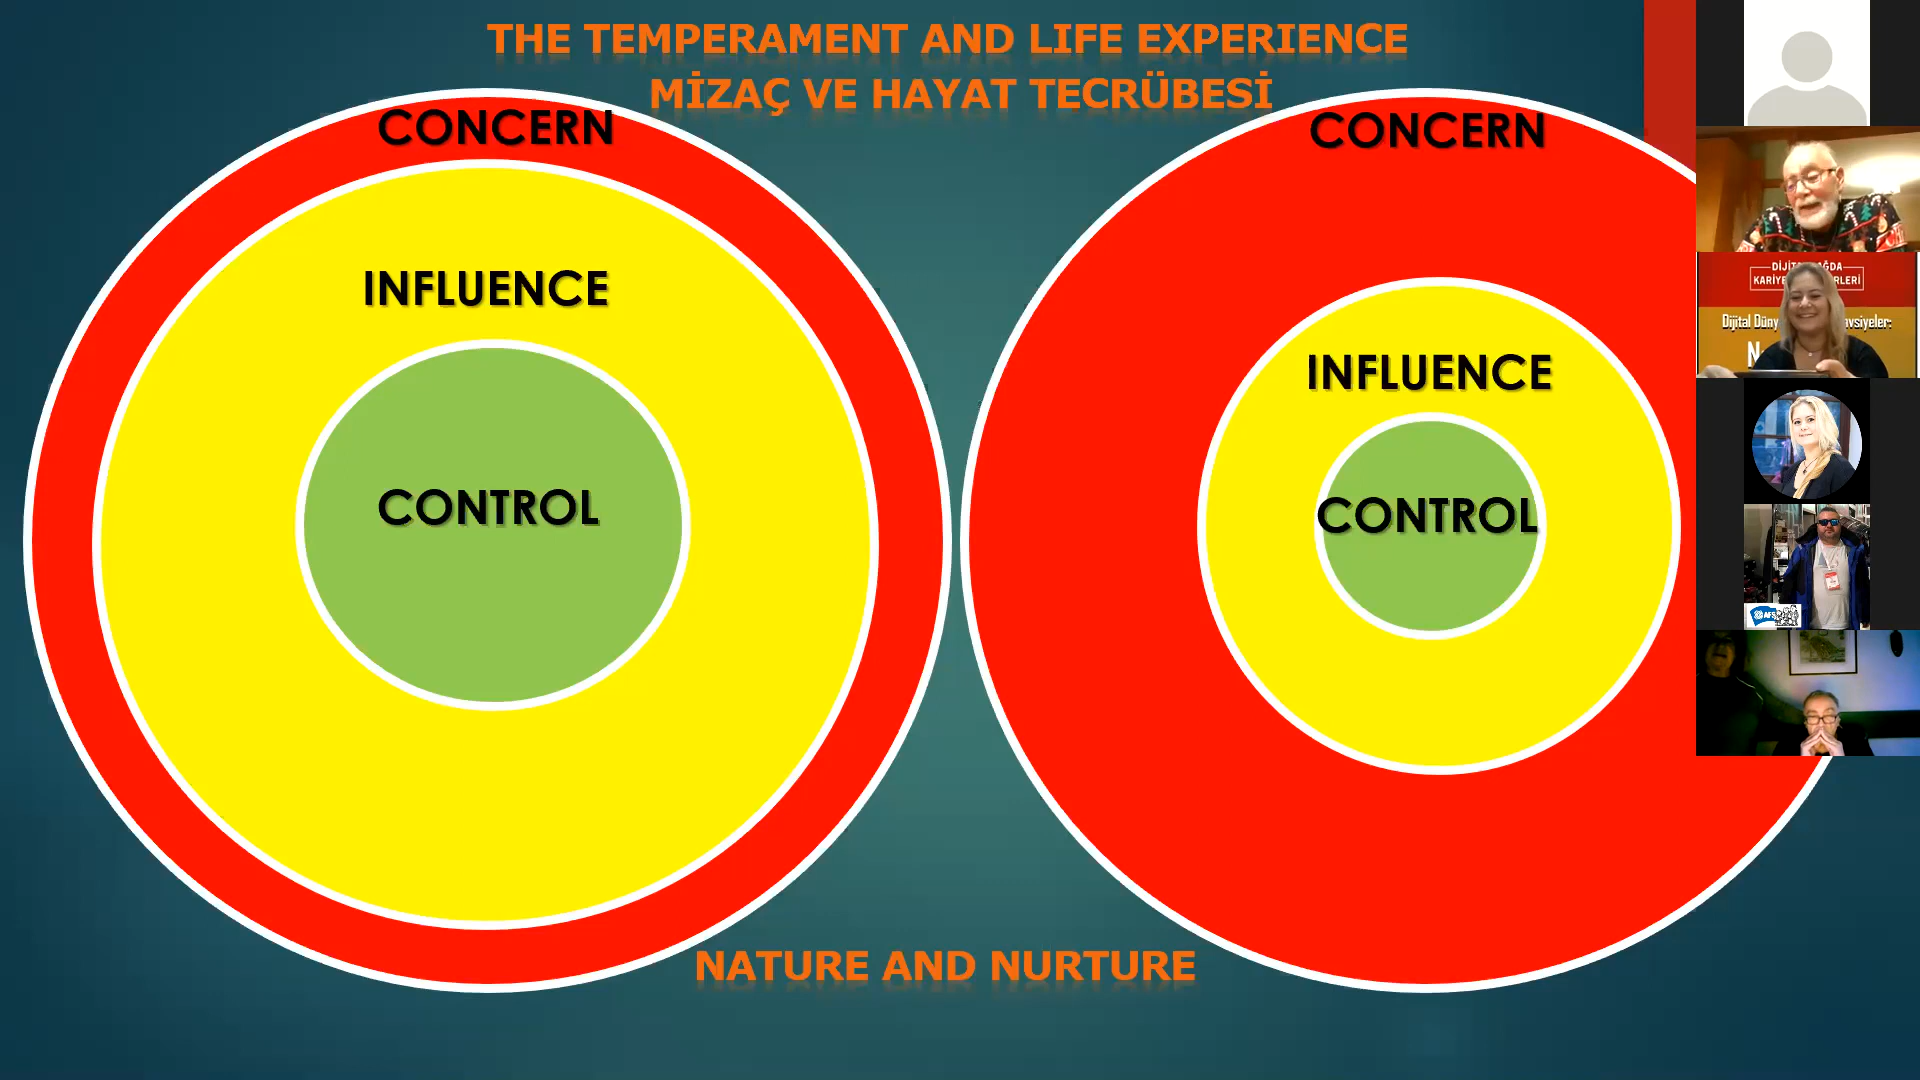 THE TEMPERAMENT AND LIFE EXPERIENCE
MİZAÇ VE HAYAT TECRÜBESİ
CONCERN
INFLUENCE
CONTROL
CONCERN
INFLUENCE
CONTROL
NATURE AND NURTURE
AFS